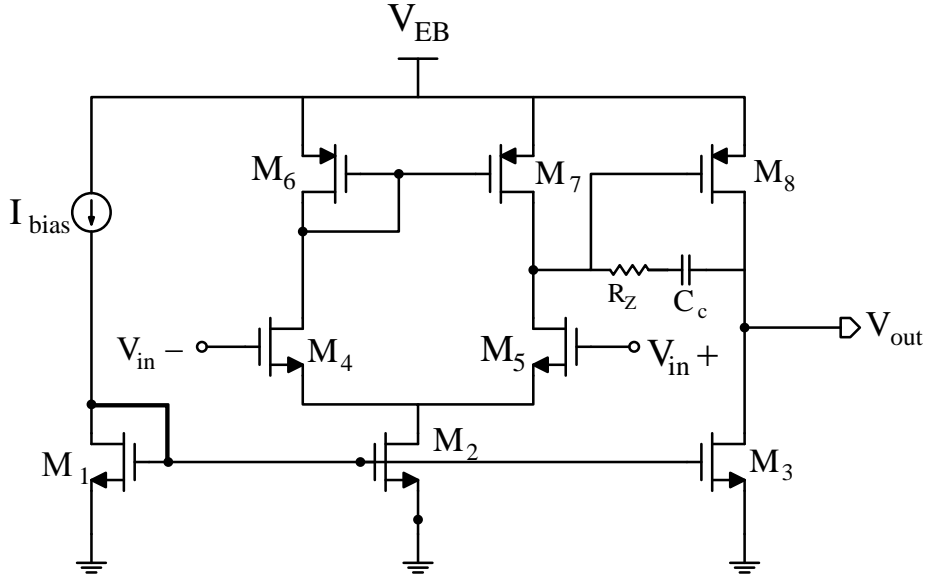 V_EB
M_6
M_7
M_8
I_bias
R_Z
C_c
V_in −
M_4
M_5
V_in +
V_out
M_1
M_2
M_3